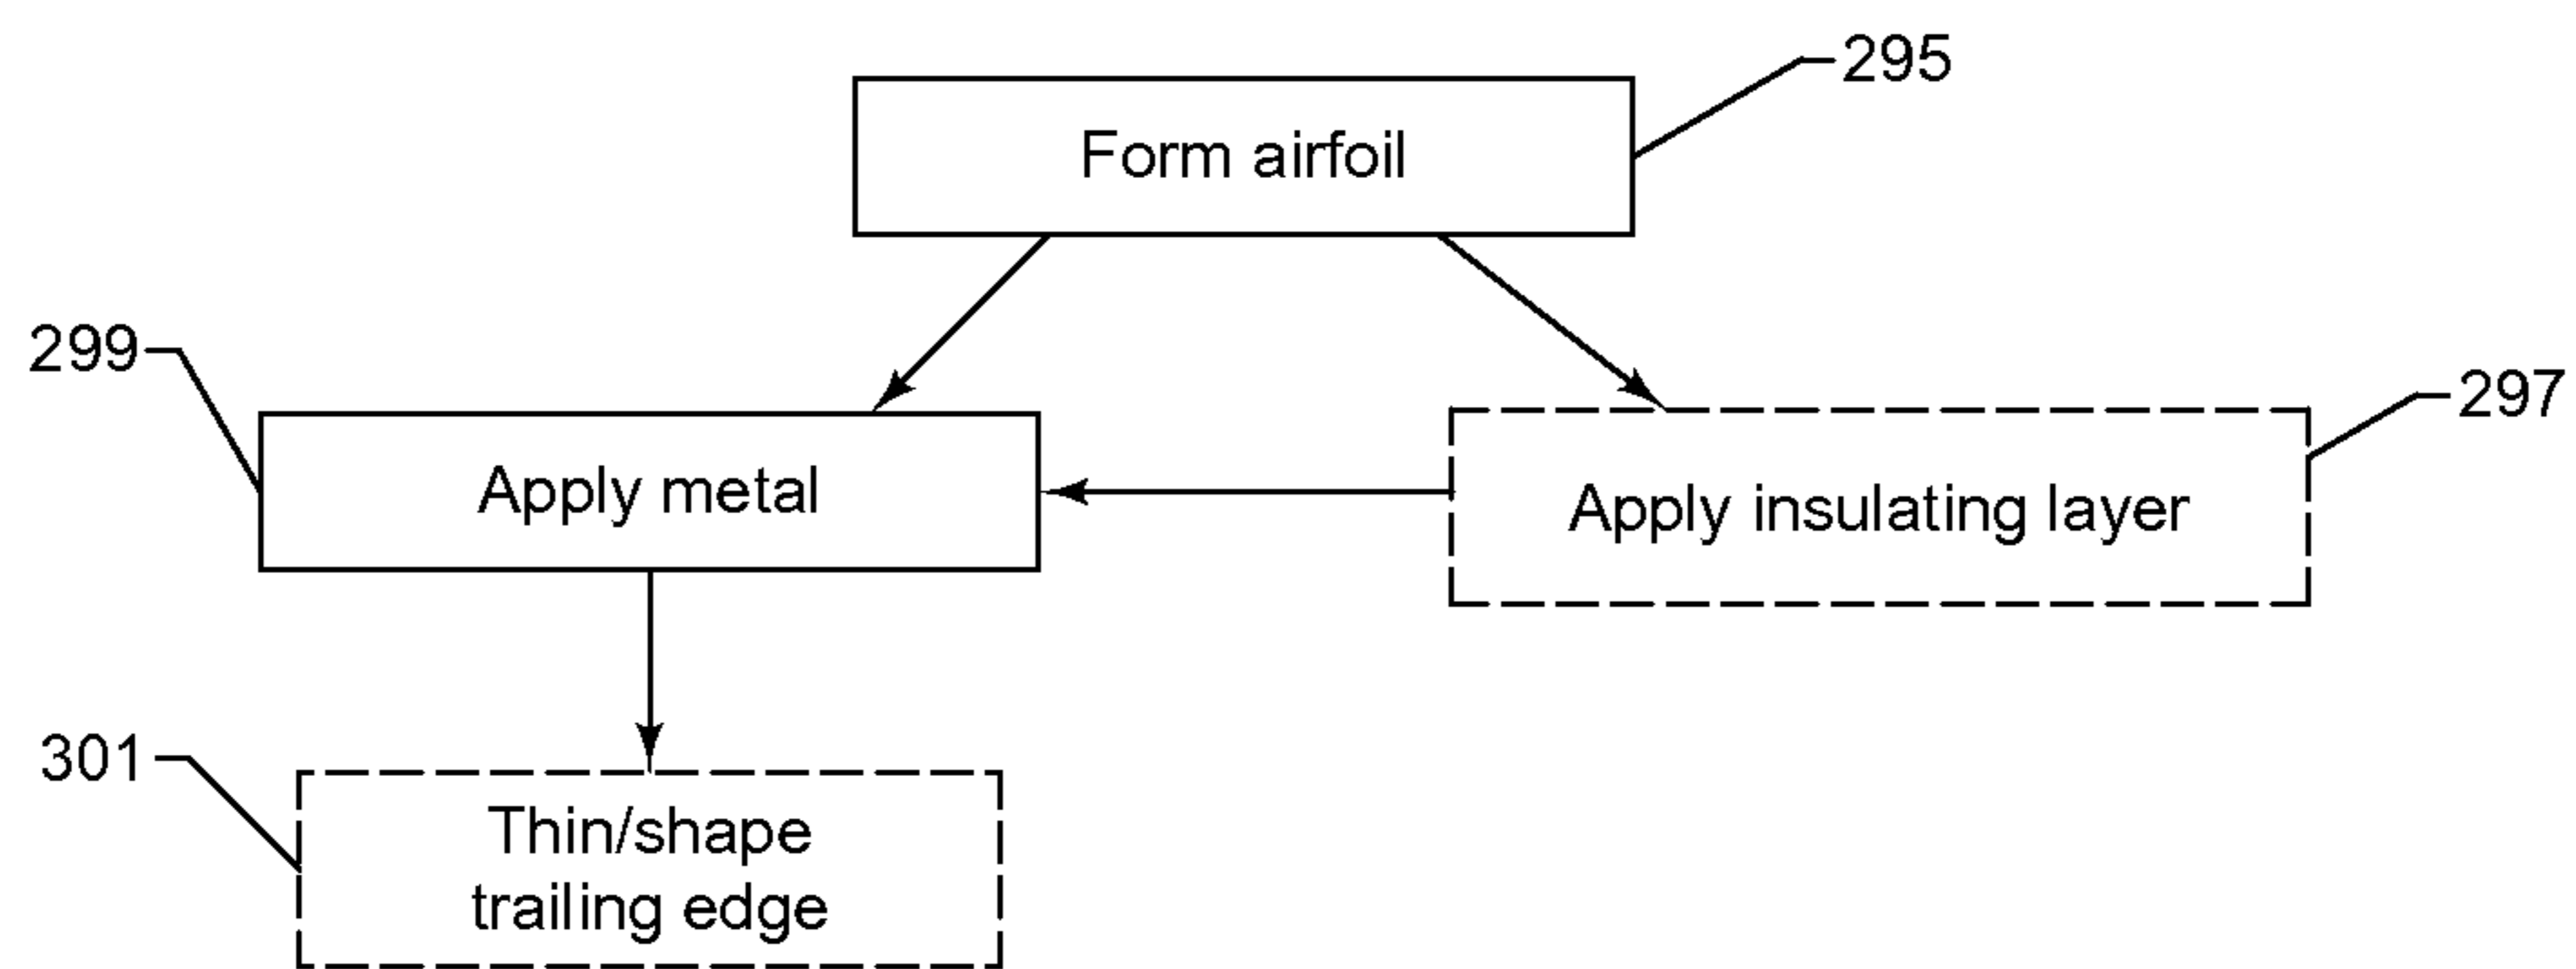 295
Form airfoil
299
297
Apply metal
Apply insulating layer
301
Thin/shape
trailing edge